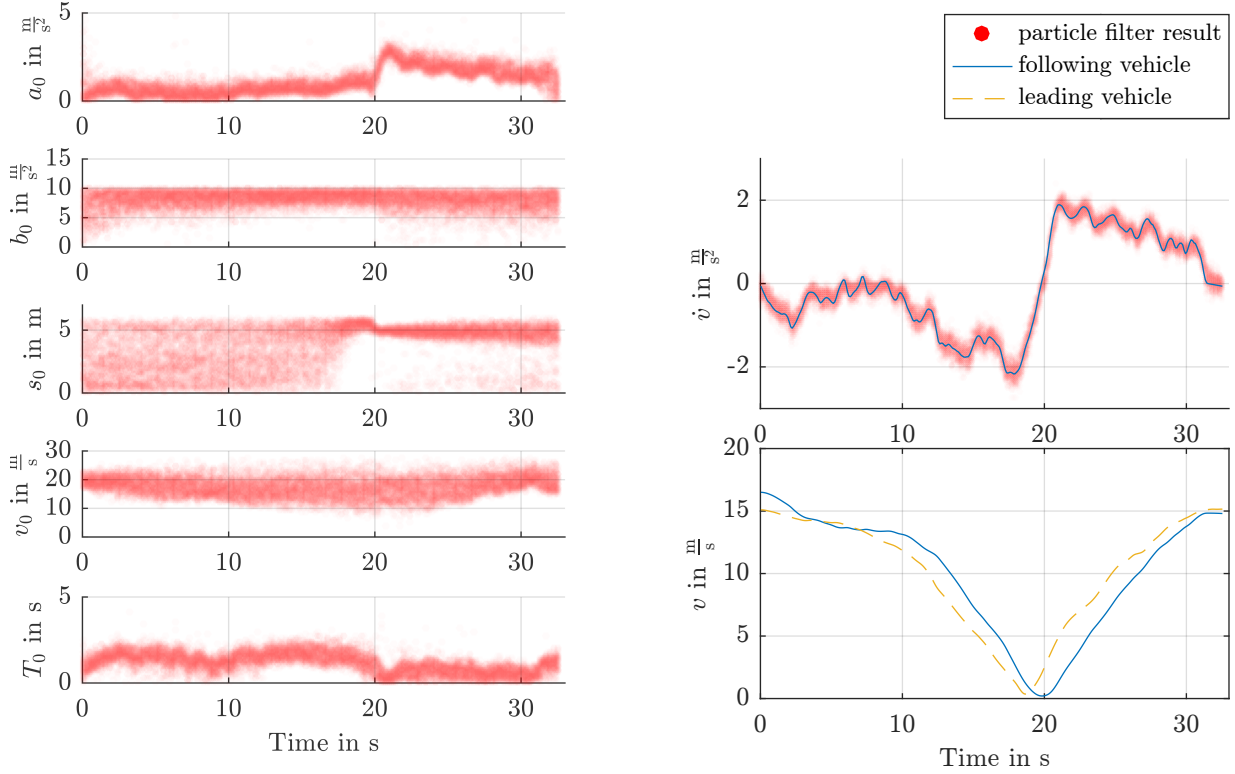 a₀ in m/s²
5
0
0 10 20 30
b₀ in m/s²
15
10
5
0
0 10 20 30
s₀ in m
5
0
0 10 20 30
v₀ in m/s
30
20
10
0
0 10 20 30
T₀ in s
5
0
0 10 20 30
Time in s
particle filter result
following vehicle
leading vehicle
v̇ in m/s²
2
0
-2
0 10 20 30
v in m/s
20
15
10
5
0
0 10 20 30
Time in s